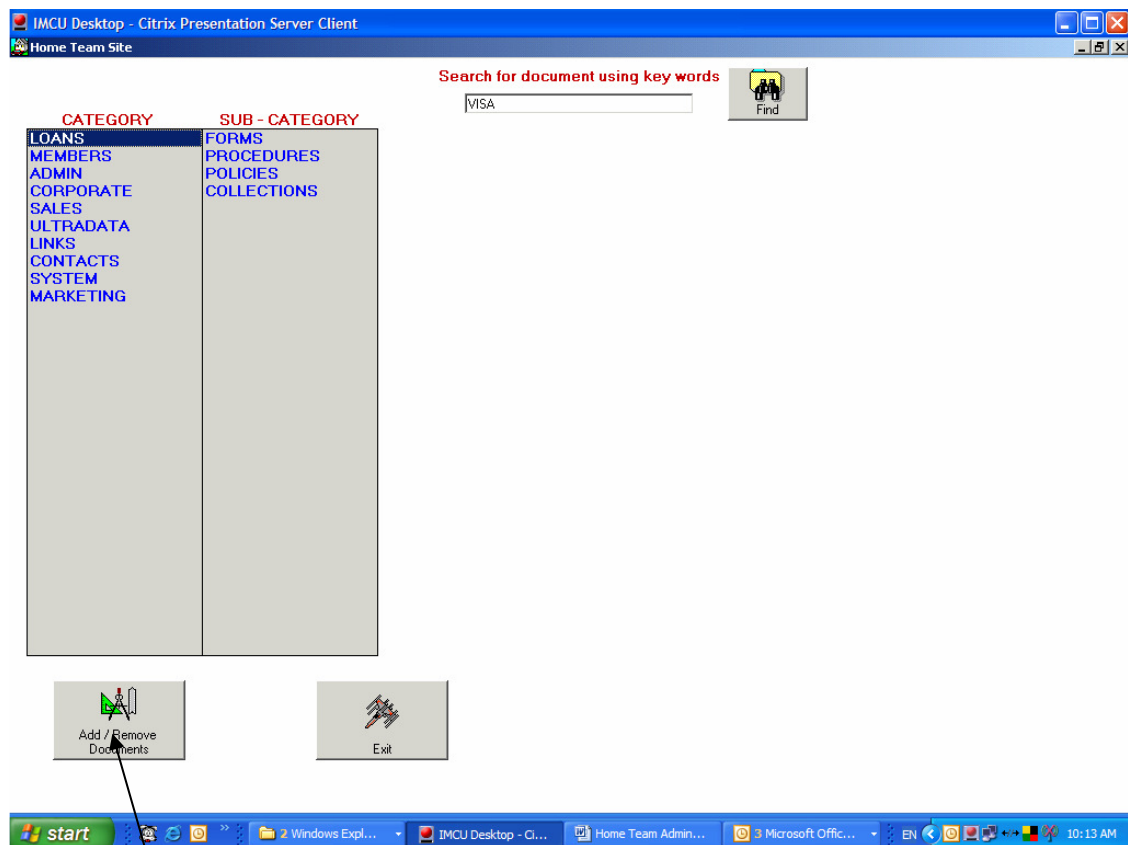 IMCU Desktop - Citrix Presentation Server Client
Home Team Site
Search for document using key words
VISA
Find
CATEGORY
SUB - CATEGORY
LOANS
MEMBERS
ADMIN
CORPORATE
SALES
ULTRADATA
LINKS
CONTACTS
SYSTEM
MARKETING
FORMS
PROCEDURES
POLICIES
COLLECTIONS
Add / Remove
Documents
Exit
start
2 Windows Expl...
IMCU Desktop - Ci...
Home Team Admin...
3 Microsoft Offic...
EN
10:13 AM